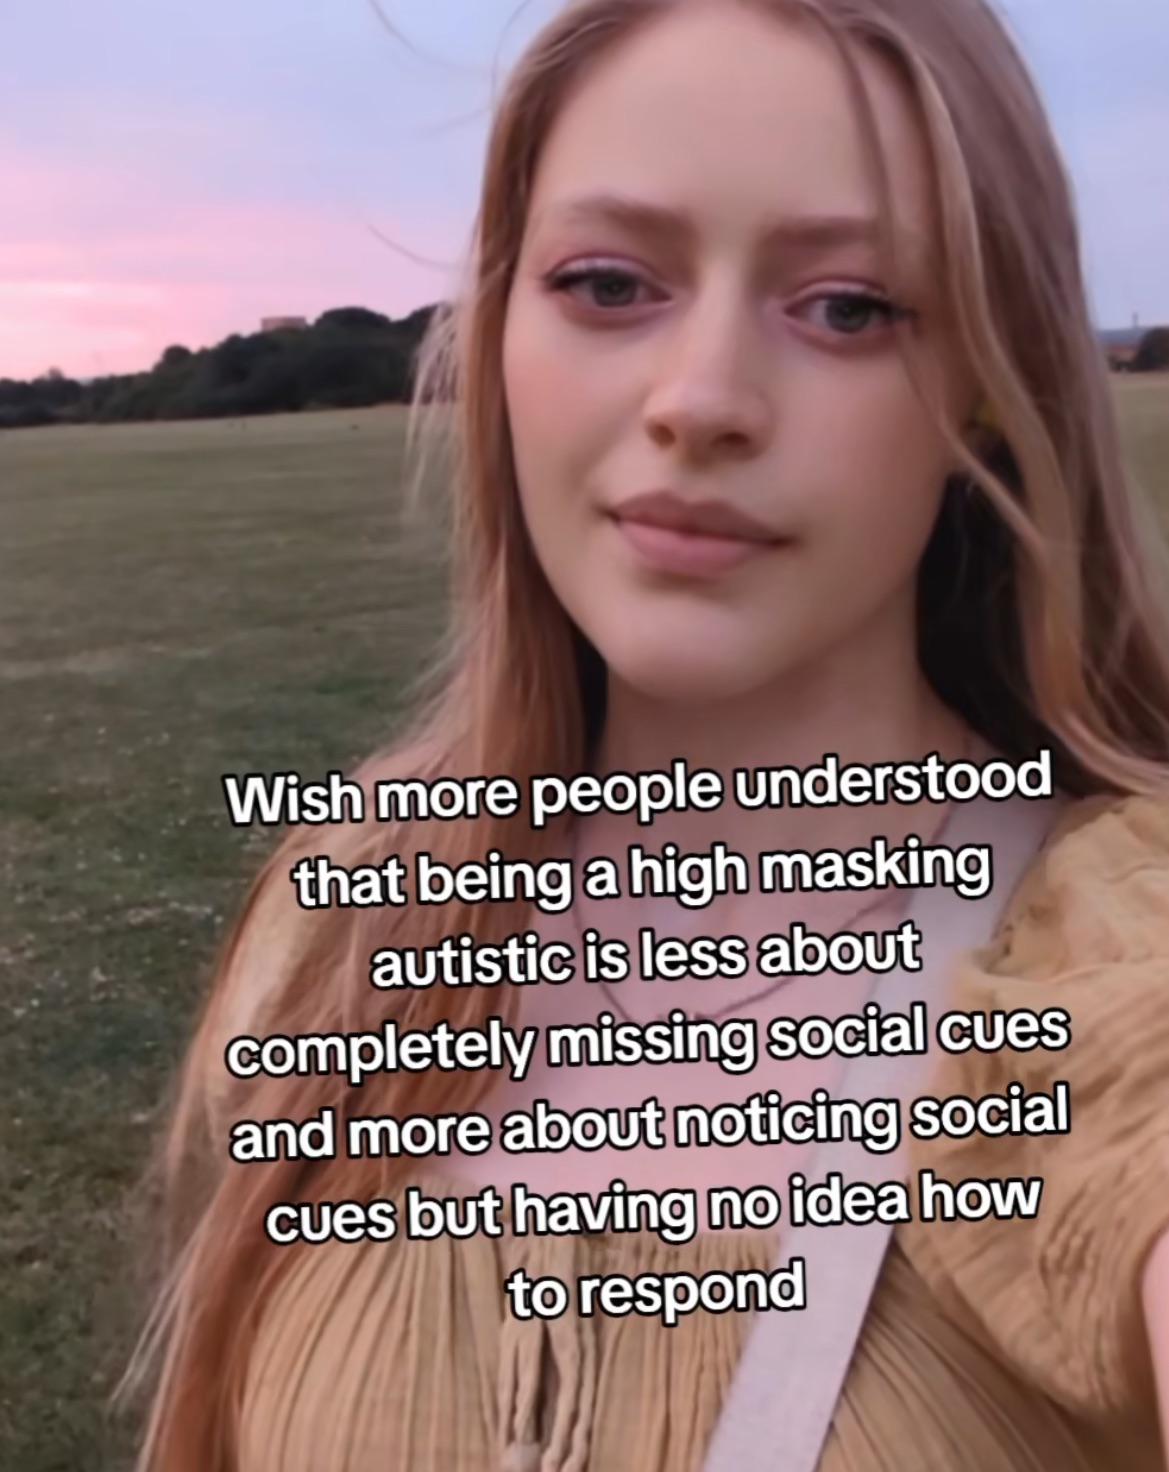 Wish more people understood
that being a high masking
autistic is less about
completely missing social cues
and more about noticing social
cues but having no idea how
to respond